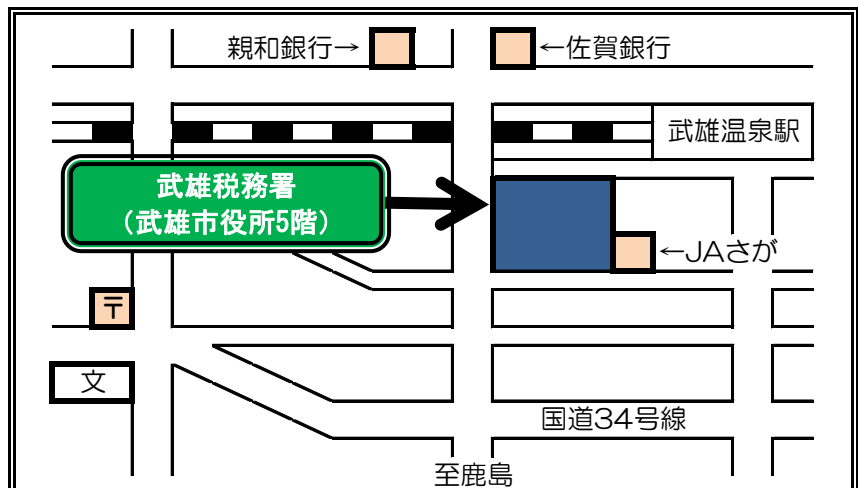 親和銀行→
←佐賀銀行
武雄温泉駅
武雄税務署
（武雄市役所5階）
←JAさが
〒
文
国道34号線
至鹿島